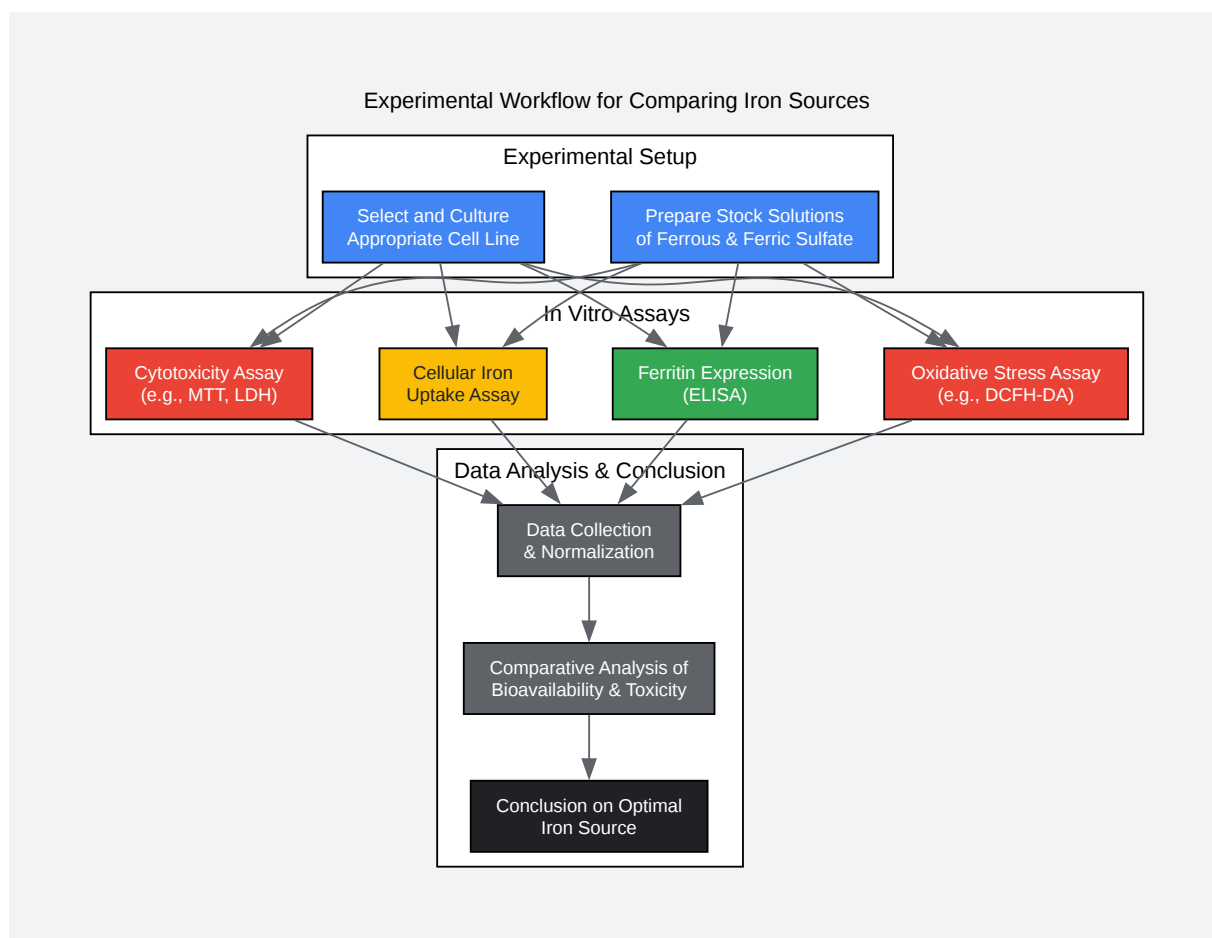 Experimental Workflow for Comparing Iron Sources
Experimental Setup
Select and Culture
Appropriate Cell Line
Prepare Stock Solutions
of Ferrous & Ferric Sulfate
In Vitro Assays
Cytotoxicity Assay
(e.g., MTT, LDH)
Cellular Iron
Uptake Assay
Ferritin Expression
(ELISA)
Oxidative Stress Assay
(e.g., DCFH-DA)
Data Analysis & Conclusion
Data Collection
& Normalization
Comparative Analysis of
Bioavailability & Toxicity
Conclusion on Optimal
Iron Source